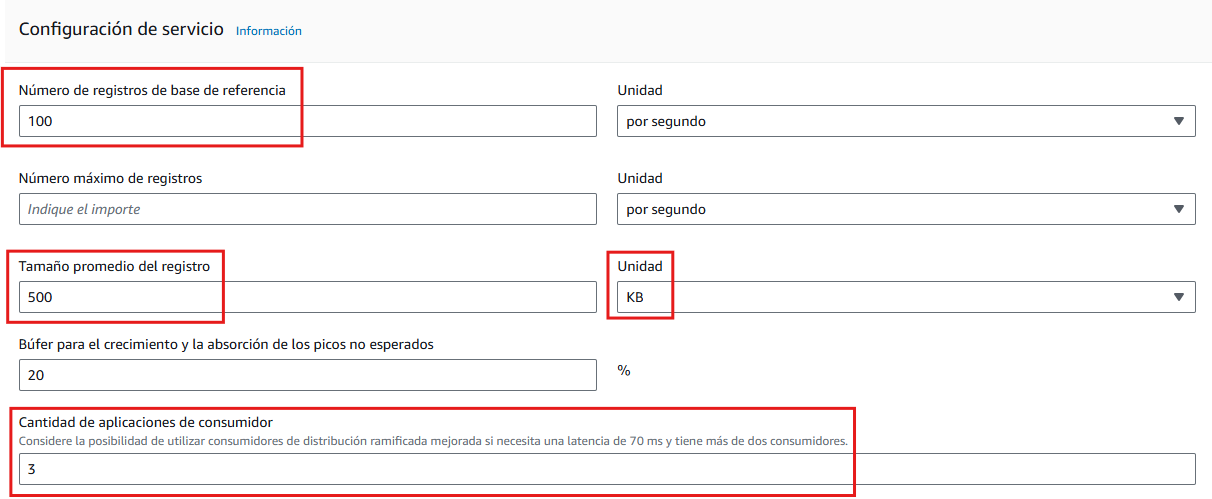 Configuración de servicio Información
Número de registros de base de referencia Unidad
100 por segundo
Número máximo de registros Unidad
Indique el importe por segundo
Tamaño promedio del registro Unidad
500 KB
Búfer para el crecimiento y la absorción de los picos no esperados
20 %
Cantidad de aplicaciones de consumidor
Considere la posibilidad de utilizar consumidores de distribución ramificada mejorada si necesita una latencia de 70 ms y tiene más de dos consumidores.
3